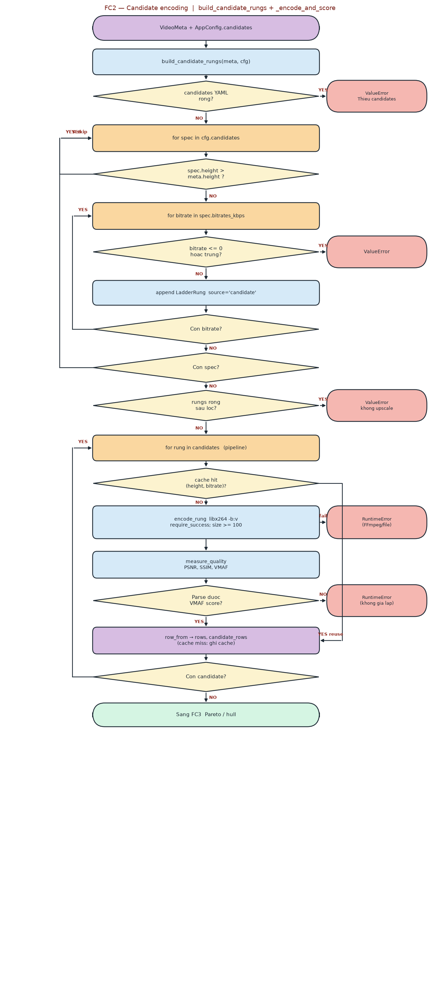 FC2 — Candidate encoding | build_candidate_rungs + _encode_and_score
VideoMeta + AppConfig.candidates
build_candidate_rungs(meta, cfg)
candidates YAML
rong?
YES
ValueError
Thieu candidates
NO
YES skip
YES
for spec in cfg.candidates
spec.height >
meta.height ?
NO
YES
for bitrate in spec.bitrates_kbps
bitrate <= 0
hoac trung?
YES
ValueError
NO
append LadderRung source='candidate'
Con bitrate?
NO
Con spec?
NO
rungs rong
sau loc?
YES
ValueError
khong upscale
NO
YES
for rung in candidates (pipeline)
cache hit
(height, bitrate)?
NO
encode_rung libx264 -b:v
require_success; size >= 100
fail
RuntimeError
(FFmpeg/file)
measure_quality
PSNR, SSIM, VMAF
Parse duoc
VMAF score?
NO
RuntimeError
(khong gia lap)
YES
YES reuse
row_from → rows, candidate_rows
(cache miss: ghi cache)
Con candidate?
NO
Sang FC3 Pareto / hull